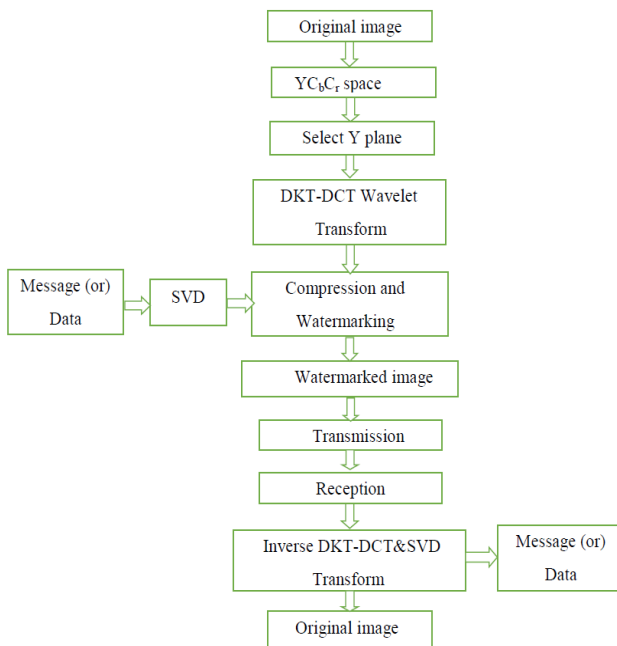 Original image
YCbCr space
Select Y plane
DKT-DCT Wavelet
Transform
Message (or)
Data
SVD
Compression and
Watermarking
Watermarked image
Transmission
Reception
Inverse DKT-DCT&SVD
Transform
Message (or)
Data
Original image